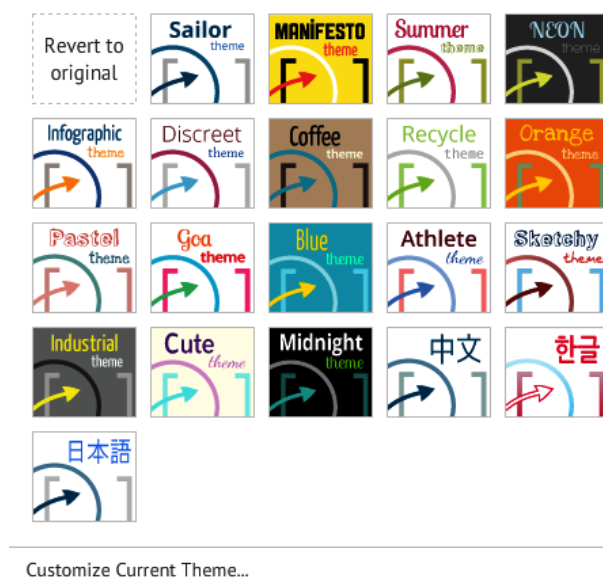 Revert to
original
Sailor
theme
MANiFESTO
theme
Summer
theme
NEON
theme
Infographic
theme
Discreet
theme
Coffee
theme
Recycle
theme
Orange
theme
Pastel
theme
Goa
theme
Blue
theme
Athlete
theme
Sketchy
theme
Industrial
theme
Cute
theme
Midnight
theme
中文
한글
日本語
Customize Current Theme...